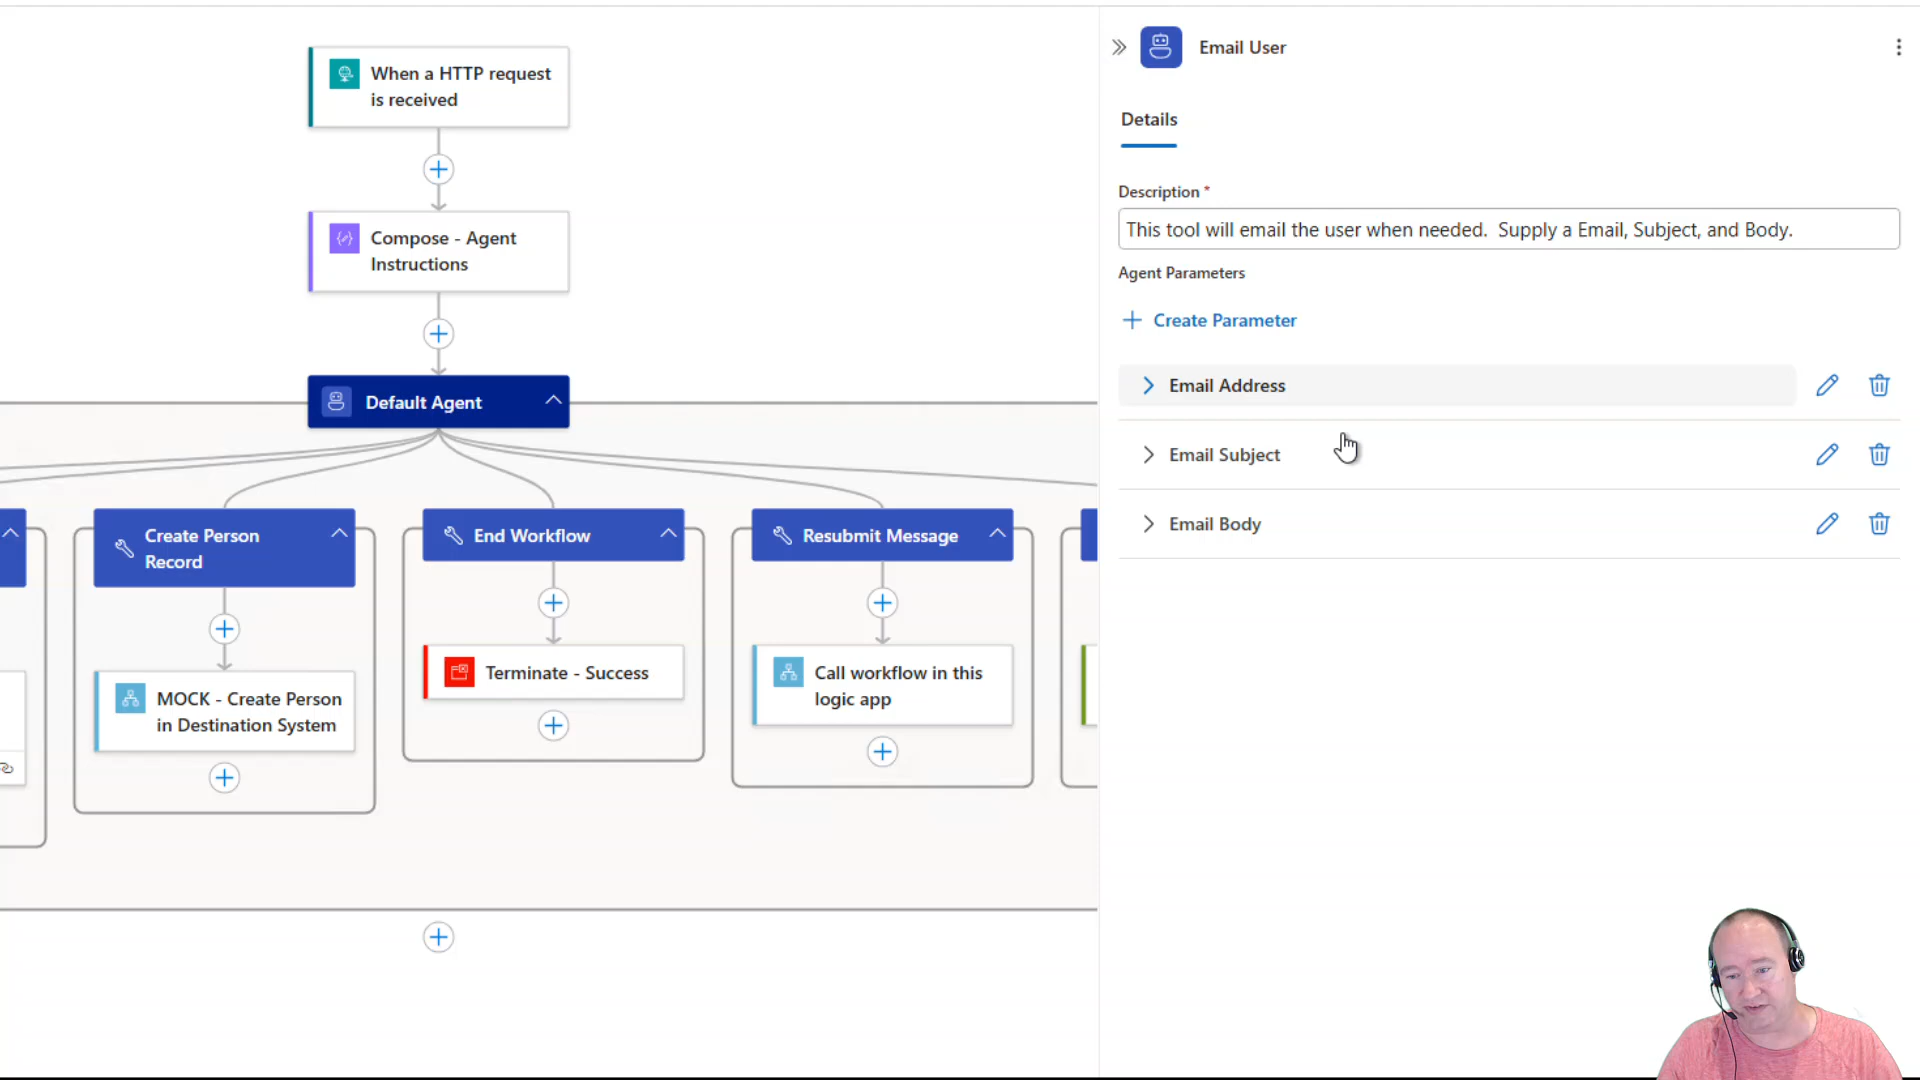 When a HTTP request
is received
Compose - Agent
Instructions
Default Agent
Create Person
Record
MOCK - Create Person
in Destination System
End Workflow
Terminate - Success
Resubmit Message
Call workflow in this
logic app
Email User
Details
Description *
This tool will email the user when needed.  Supply a Email, Subject, and Body.
Agent Parameters
Create Parameter
Email Address
Email Subject
Email Body